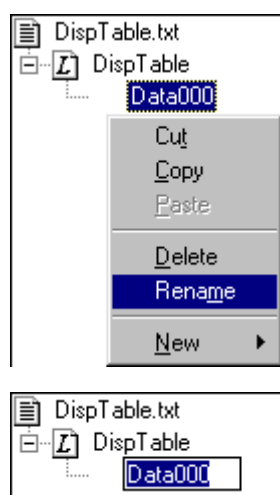 DispTable.txt
L DispTable
Data000
Cut
Copy
Paste
Delete
Rename
New
DispTable.txt
L DispTable
Data000